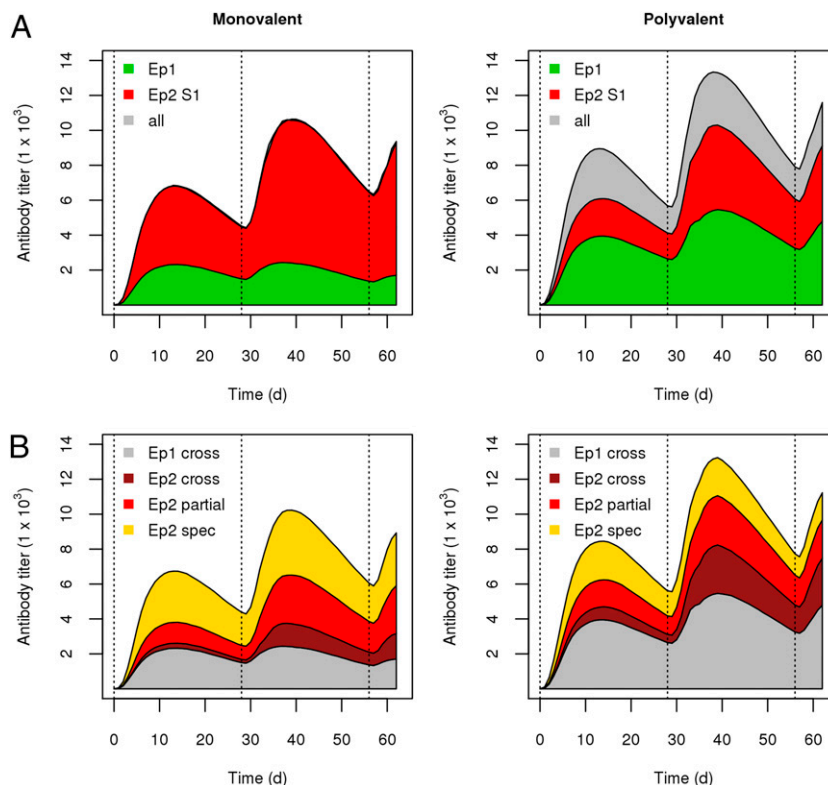 A
Monovalent
Antibody titer (1 x 10³)
14
12
10
8
6
4
2
Ep1
Ep2 S1
all
0 10 20 30 40 50 60
Time (d)
Polyvalent
Antibody titer (1 x 10³)
14
12
10
8
6
4
2
Ep1
Ep2 S1
all
0 10 20 30 40 50 60
Time (d)
B
Antibody titer (1 x 10³)
14
12
10
8
6
4
2
Ep1 cross
Ep2 cross
Ep2 partial
Ep2 spec
0 10 20 30 40 50 60
Time (d)
Antibody titer (1 x 10³)
14
12
10
8
6
4
2
Ep1 cross
Ep2 cross
Ep2 partial
Ep2 spec
0 10 20 30 40 50 60
Time (d)